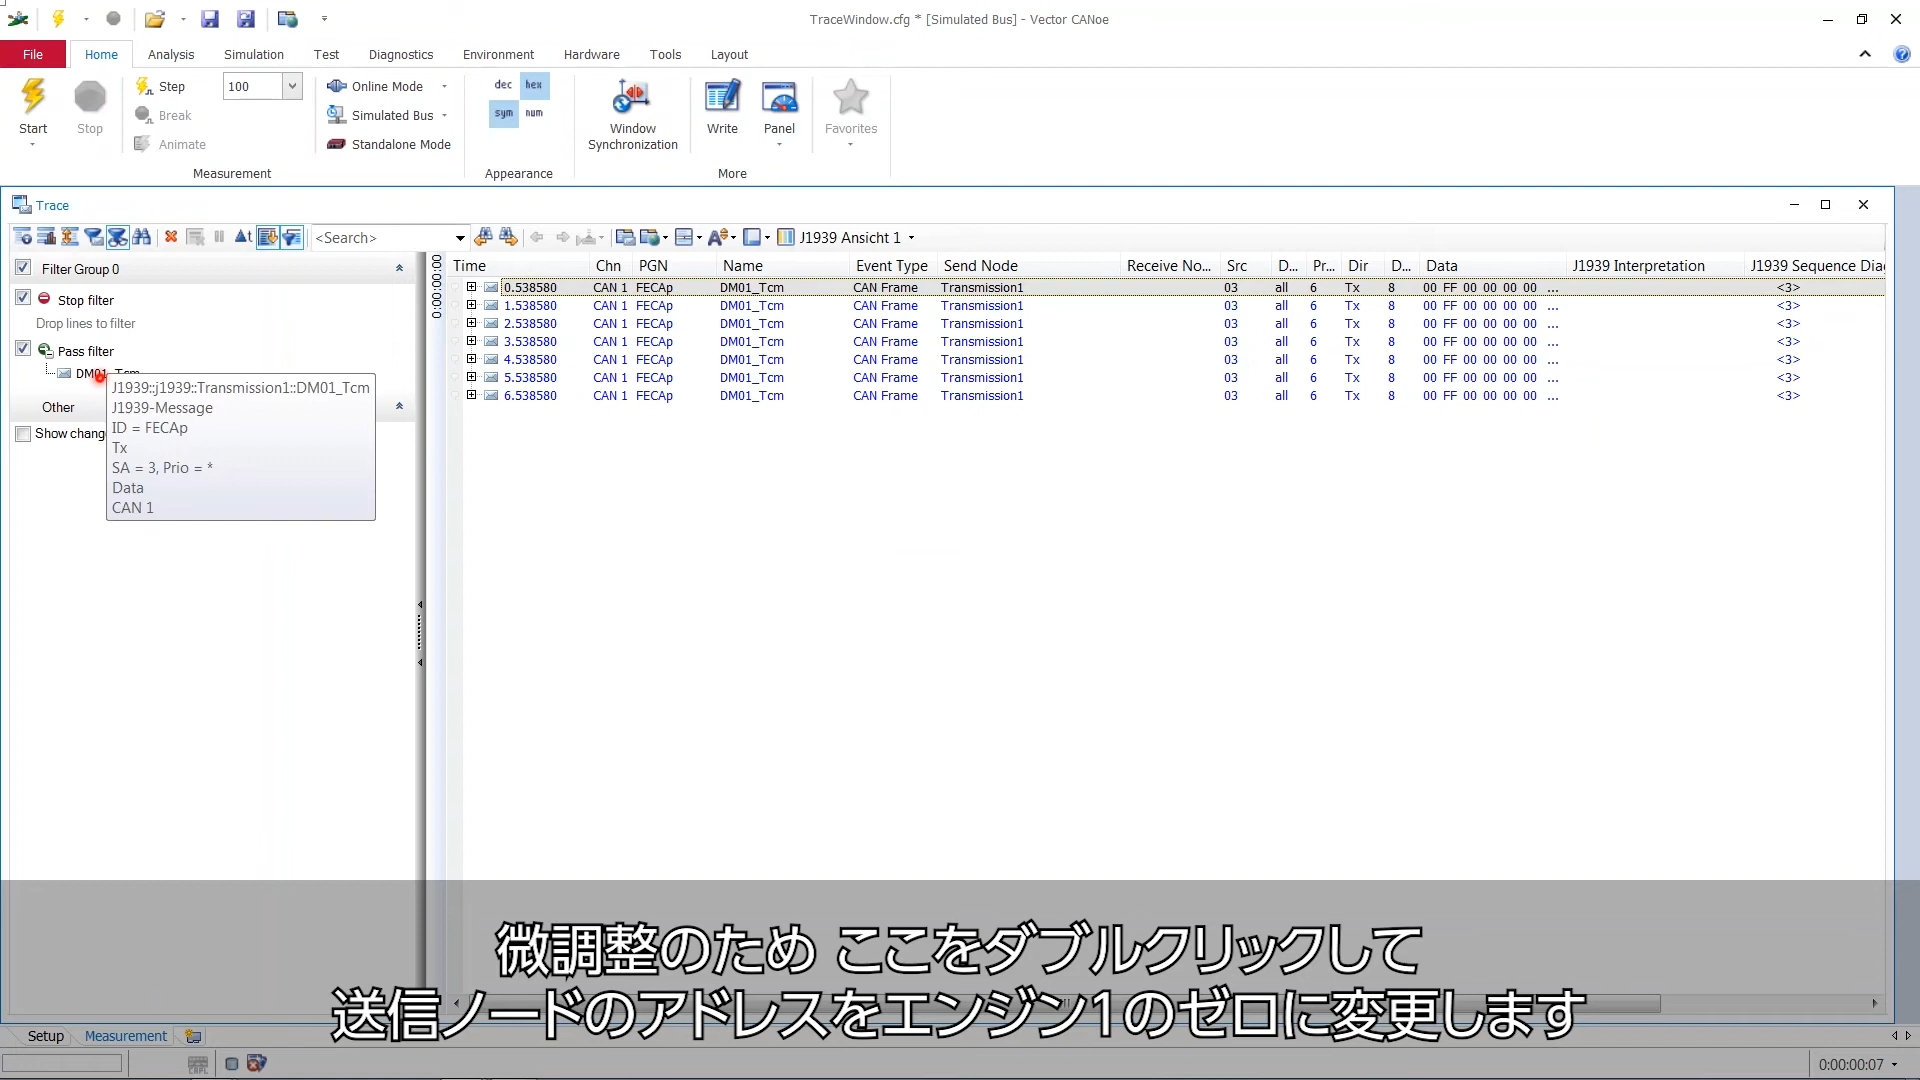 TraceWindow.cfg * [Simulated Bus] - Vector CANoe
File Home Analysis Simulation Test Diagnostics Environment Hardware Tools Layout
Start
Stop
Step 100
Break
Animate
Measurement
Online Mode
Simulated Bus
Standalone Mode
dec hex
sym num
Appearance
Window
Synchronization
Write
Panel
More
Favorites
Trace
<Search>
J1939 Ansicht 1
Filter Group 0
Stop filter
Drop lines to filter
Pass filter
DM01_Tcm
Other
Show chang
J1939::j1939::Transmission1::DM01_Tcm
J1939-Message
ID = FECAp
Tx
SA = 3, Prio = *
Data
CAN 1
0:00:00:00
Time Chn PGN Name Event Type Send Node Receive No... Src D... Pr... Dir D... Data J1939 Interpretation J1939 Sequence Dia
0.538580 CAN 1 FECAp DM01_Tcm CAN Frame Transmission1 03 all 6 Tx 8 00 FF 00 00 00 00 ... <3>
1.538580 CAN 1 FECAp DM01_Tcm CAN Frame Transmission1 03 all 6 Tx 8 00 FF 00 00 00 00 ... <3>
2.538580 CAN 1 FECAp DM01_Tcm CAN Frame Transmission1 03 all 6 Tx 8 00 FF 00 00 00 00 ... <3>
3.538580 CAN 1 FECAp DM01_Tcm CAN Frame Transmission1 03 all 6 Tx 8 00 FF 00 00 00 00 ... <3>
4.538580 CAN 1 FECAp DM01_Tcm CAN Frame Transmission1 03 all 6 Tx 8 00 FF 00 00 00 00 ... <3>
5.538580 CAN 1 FECAp DM01_Tcm CAN Frame Transmission1 03 all 6 Tx 8 00 FF 00 00 00 00 ... <3>
6.538580 CAN 1 FECAp DM01_Tcm CAN Frame Transmission1 03 all 6 Tx 8 00 FF 00 00 00 00 ... <3>
微調整のため ここをダブルクリックして
送信ノードのアドレスをエンジン1のゼロに変更します
Setup Measurement
0:00:00:07